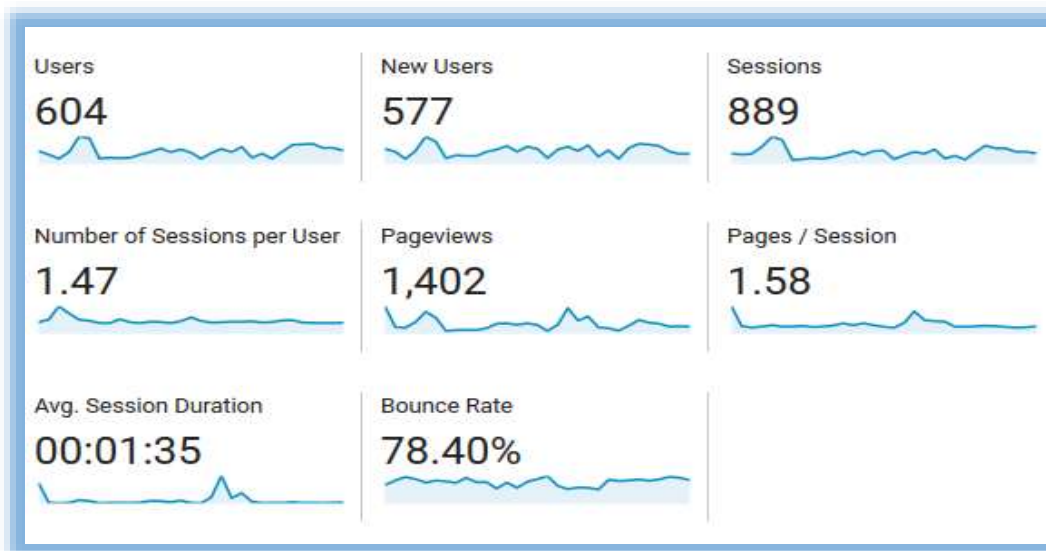 Users
604
New Users
577
Sessions
889
Number of Sessions per User
1.47
Pageviews
1,402
Pages / Session
1.58
Avg. Session Duration
00:01:35
Bounce Rate
78.40%